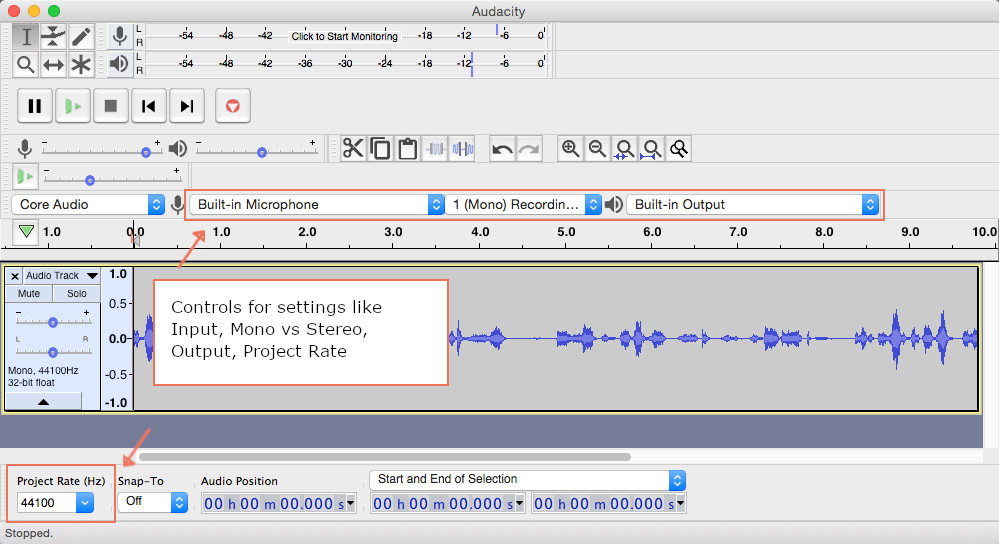 Audacity
L
R
-54 -48 -42 Click to Start Monitoring -18 -12 -6 0
L
R
-54 -48 -42 -36 -30 -24 -18 -12 -6 0
- + - +
- +
Core Audio Built-in Microphone 1 (Mono) Recordin... Built-in Output
1.0 0.0 1.0 2.0 3.0 4.0 5.0 6.0 7.0 8.0 9.0 10.0
× Audio Track 1.0
Mute Solo
- + 0.5-
L R 0.0-
Mono, 44100Hz
32-bit float -0.5-
-1.0
Controls for settings like
Input, Mono vs Stereo,
Output, Project Rate
Project Rate (Hz) Snap-To Audio Position Start and End of Selection
44100 Off 00 h 00 m 00.000 s 00 h 00 m 00.000 s 00 h 00 m 00.000 s
Stopped.